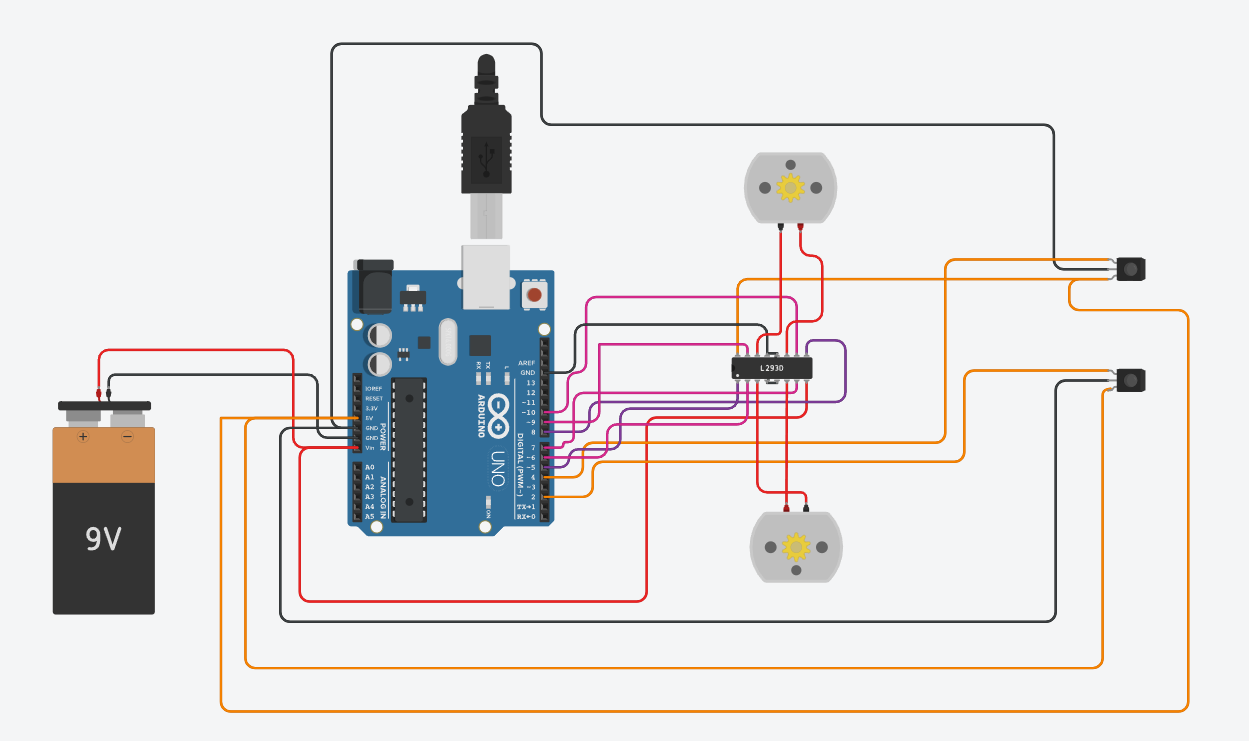 9V
+
−
TX
RX
L
AREF
GND
13
12
~11
~10
~9
8
7
~6
~5
4
~3
2
TX→1
RX←0
IOREF
RESET
3.3V
5V
GND
GND
Vin
A0
A1
A2
A3
A4
A5
POWER
ANALOG IN
ARDUINO
UNO
DIGITAL (PWM~)
ON
L293D